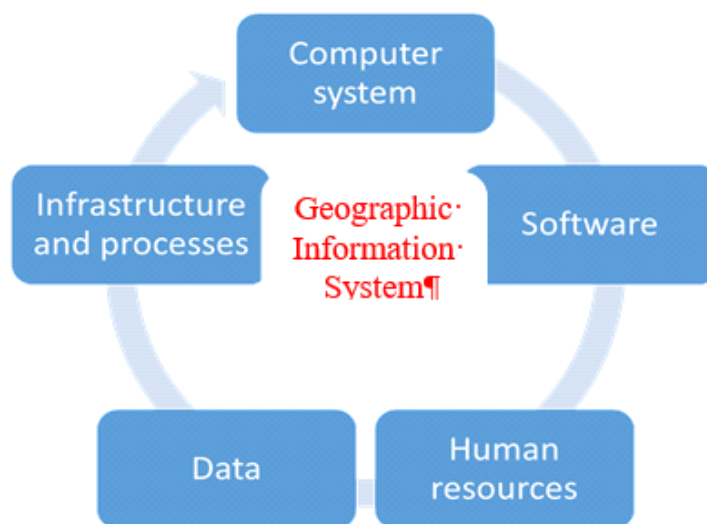 Computer
system
Infrastructure
and processes
Geographic·
Information·
System¶
Software
Data
Human
resources